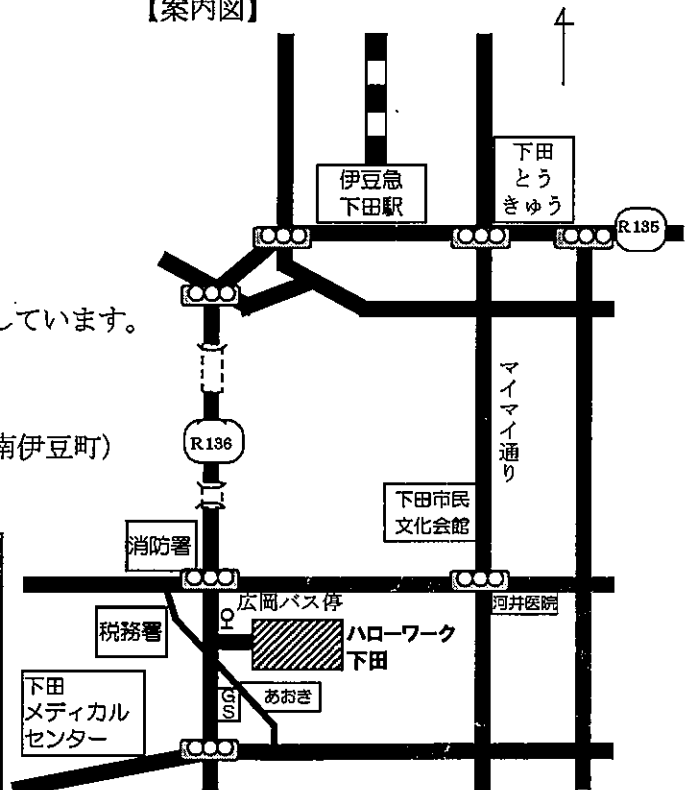 【案内図】
4
伊豆急
下田駅
下田
とう
きゅう
R135
しています。
マイマイ通り
南伊豆町）
R136
下田市民
文化会館
消防署
広岡バス停
河井医院
税務署
ハローワーク
下田
下田
メディカル
センター
GS
あおき